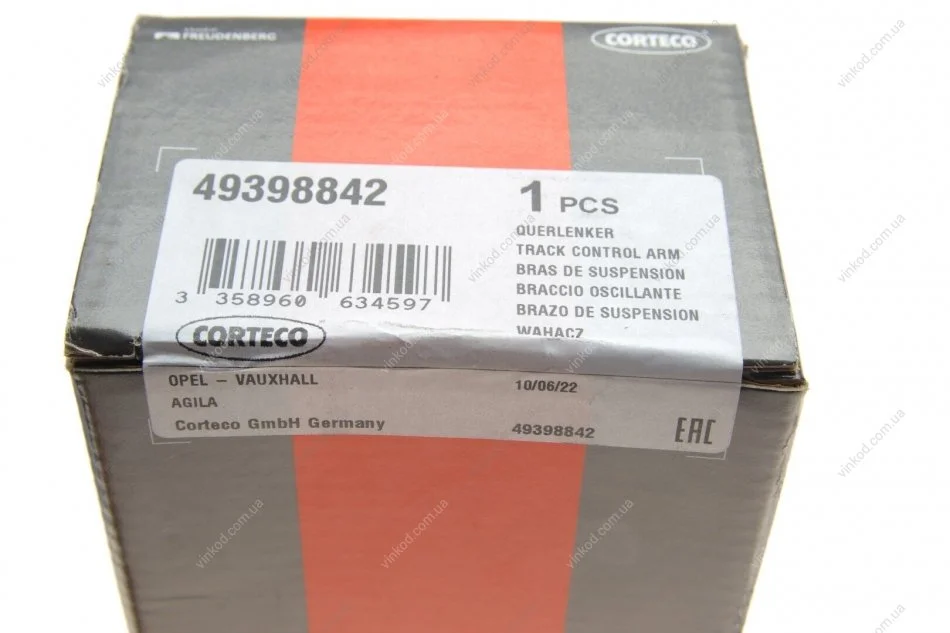 FREUDENBERG
CORTECO
49398842
1 PCS
QUERLENKER
TRACK CONTROL ARM
BRAS DE SUSPENSION
BRACCIO OSCILLANTE
BRAZO DE SUSPENSION
WAHACZ
3 358960 634597
CORTECO
OPEL - VAUXHALL
10/06/22
AGILA
Corteco GmbH Germany
49398842
EAC
vinkod.com.ua